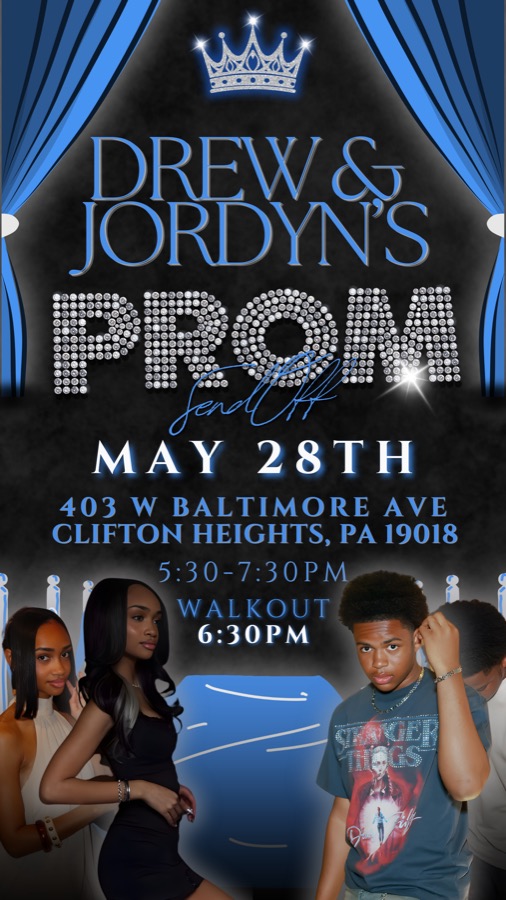 DREW &
JORDYN'S
PROM
Send Off
MAY 28TH
403 W BALTIMORE AVE
CLIFTON HEIGHTS, PA 19018
5:30-7:30PM
WALKOUT
6:30PM
STRANGER
THINGS